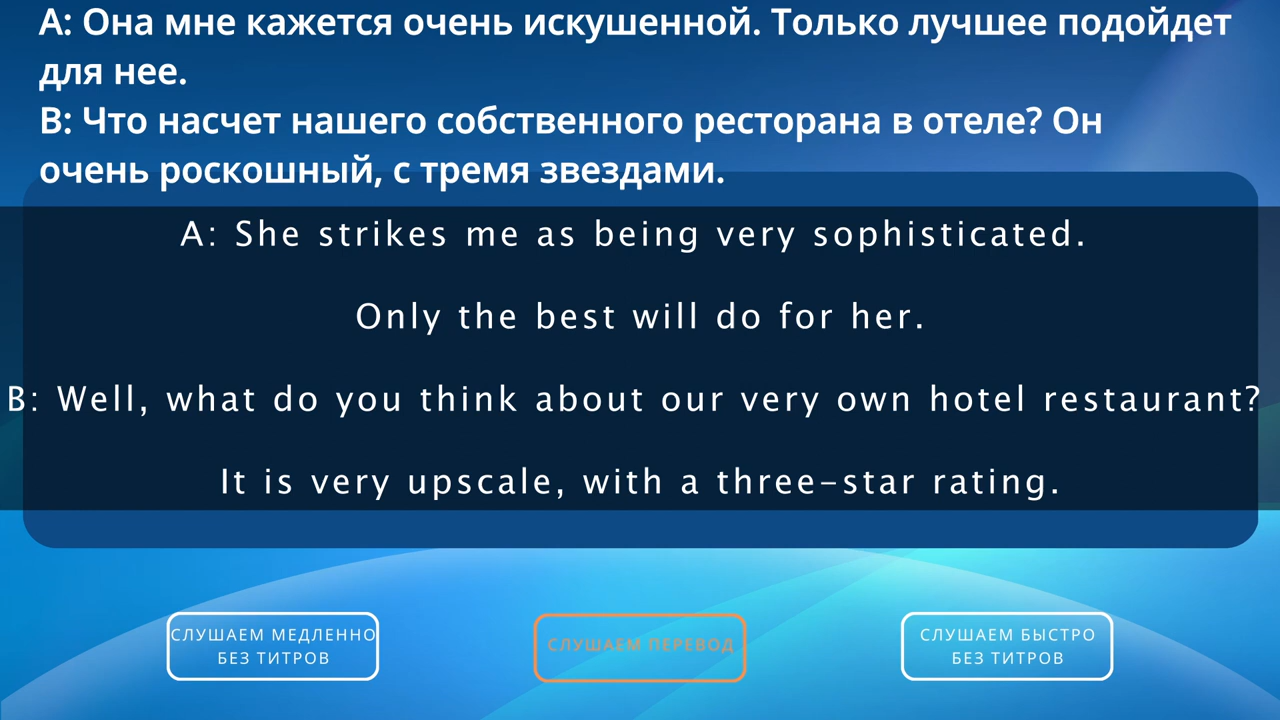 А: Она мне кажется очень искушенной. Только лучшее подойдет
для нее.
В: Что насчет нашего собственного ресторана в отеле? Он
очень роскошный, с тремя звездами.
A: She strikes me as being very sophisticated.
Only the best will do for her.
B: Well, what do you think about our very own hotel restaurant?
It is very upscale, with a three-star rating.
СЛУШАЕМ МЕДЛЕННО
БЕЗ ТИТРОВ
СЛУШАЕМ ПЕРЕВОД
СЛУШАЕМ БЫСТРО
БЕЗ ТИТРОВ